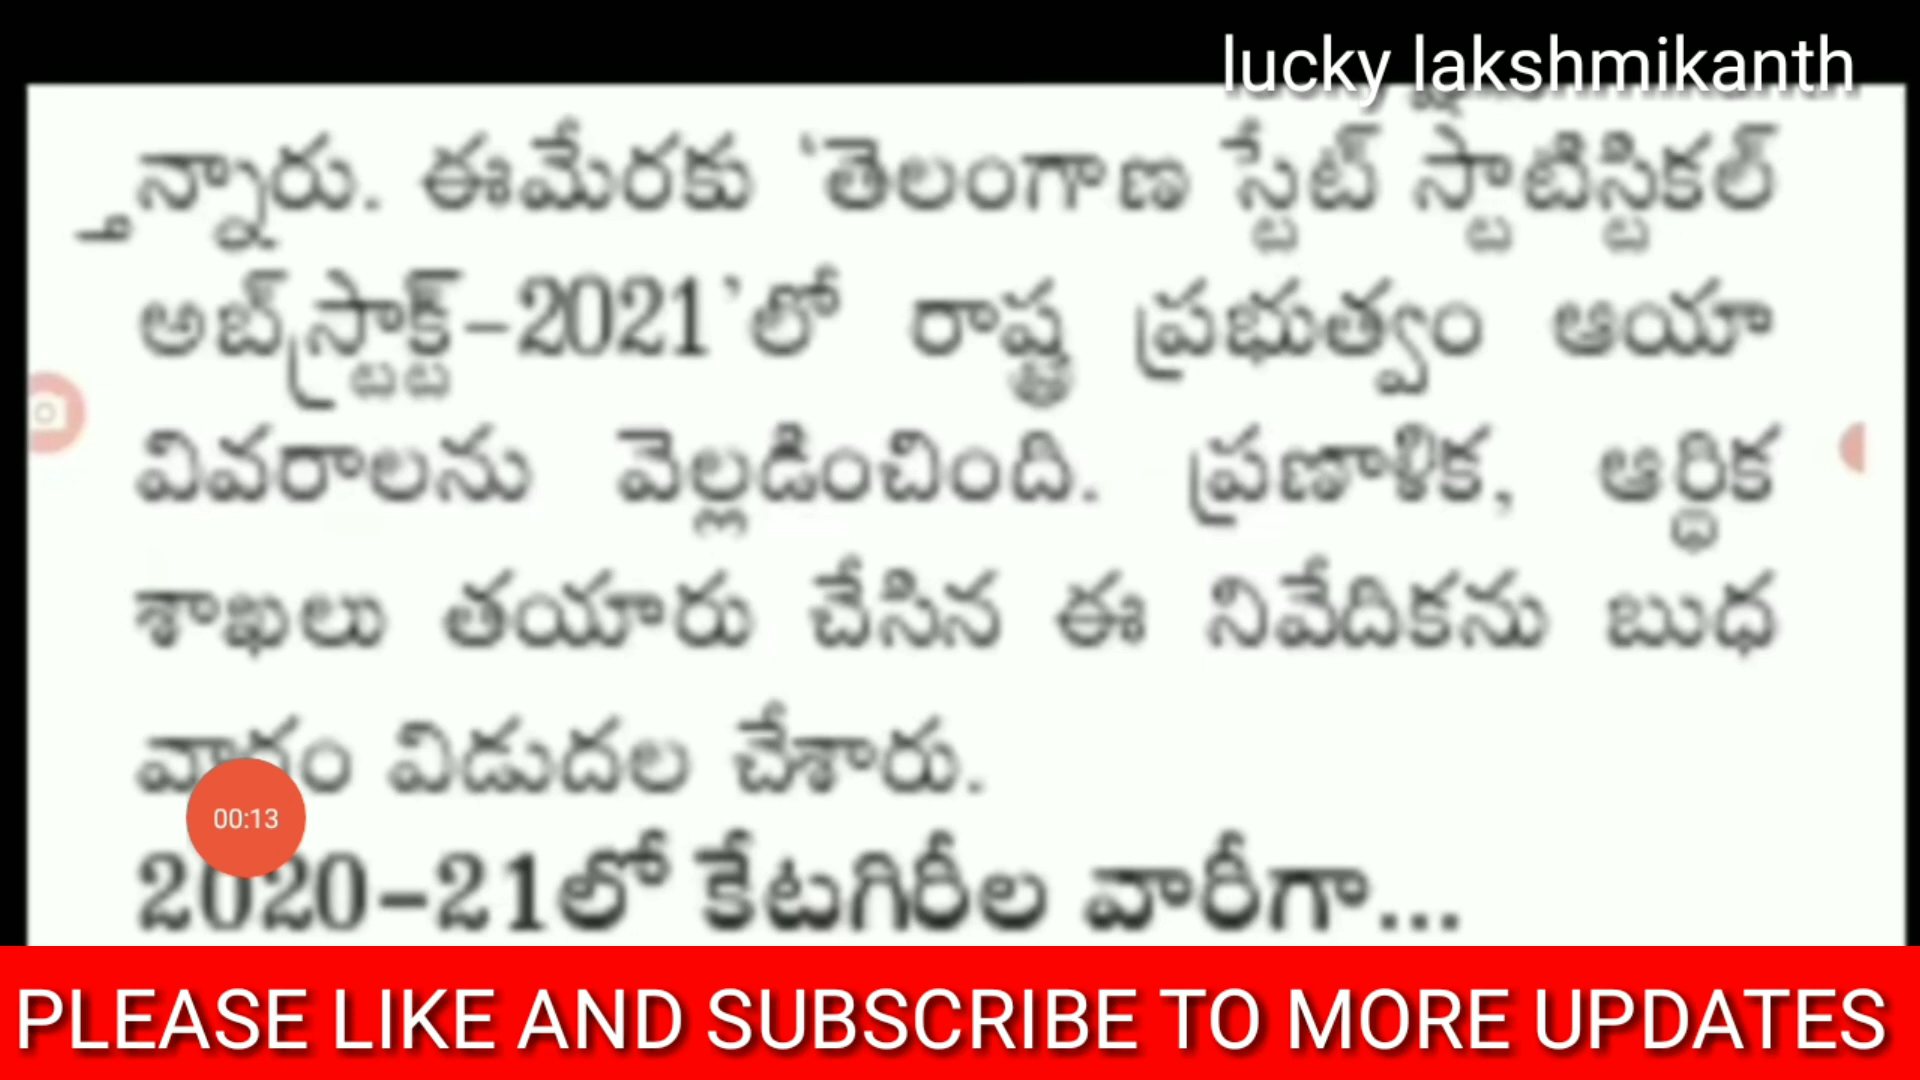 lucky lakshmikanth
్తన్నారు. ఈమేరకు ‘తెలంగాణ స్టేట్ స్టాటిస్టికల్
అబ్‌స్ట్రాక్ట్-2021’లో రాష్ట్ర ప్రభుత్వం ఆయా
వివరాలను వెల్లడించింది. ప్రణాళిక, ఆర్థిక
శాఖలు తయారు చేసిన ఈ నివేదికను బుధ
వారం విడుదల చేశారు.
00:13
2020-21లో కేటగిరీల వారీగా...
PLEASE LIKE AND SUBSCRIBE TO MORE UPDATES